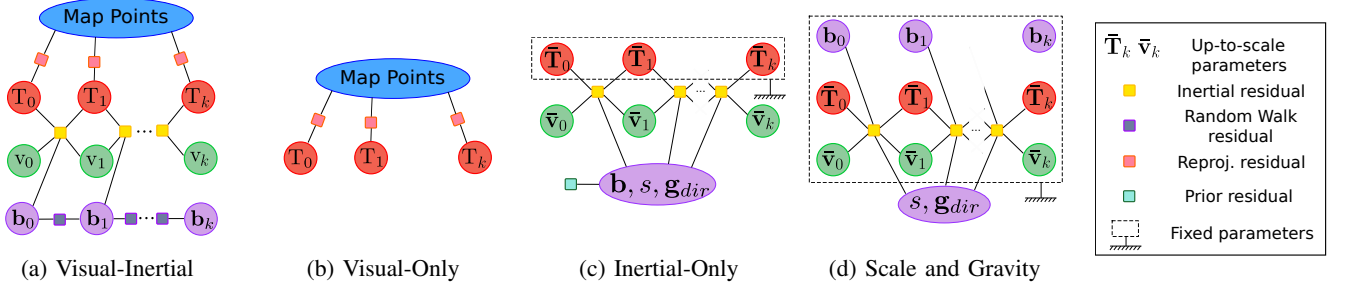 Map Points
T₀ T₁ Tₖ
v₀ v₁ ... vₖ
b₀ b₁ ... bₖ
(a) Visual-Inertial
Map Points
T₀ T₁ Tₖ
(b) Visual-Only
T̄₀ T̄₁ T̄ₖ
...
v̄₀ v̄₁ v̄ₖ
b, s, g_dir
(c) Inertial-Only
b₀ b₁ bₖ
T̄₀ T̄₁ T̄ₖ
...
v̄₀ v̄₁ v̄ₖ
s, g_dir
(d) Scale and Gravity
T̄ₖ v̄ₖ Up-to-scale
parameters
Inertial residual
Random Walk
residual
Reproj. residual
Prior residual
Fixed parameters